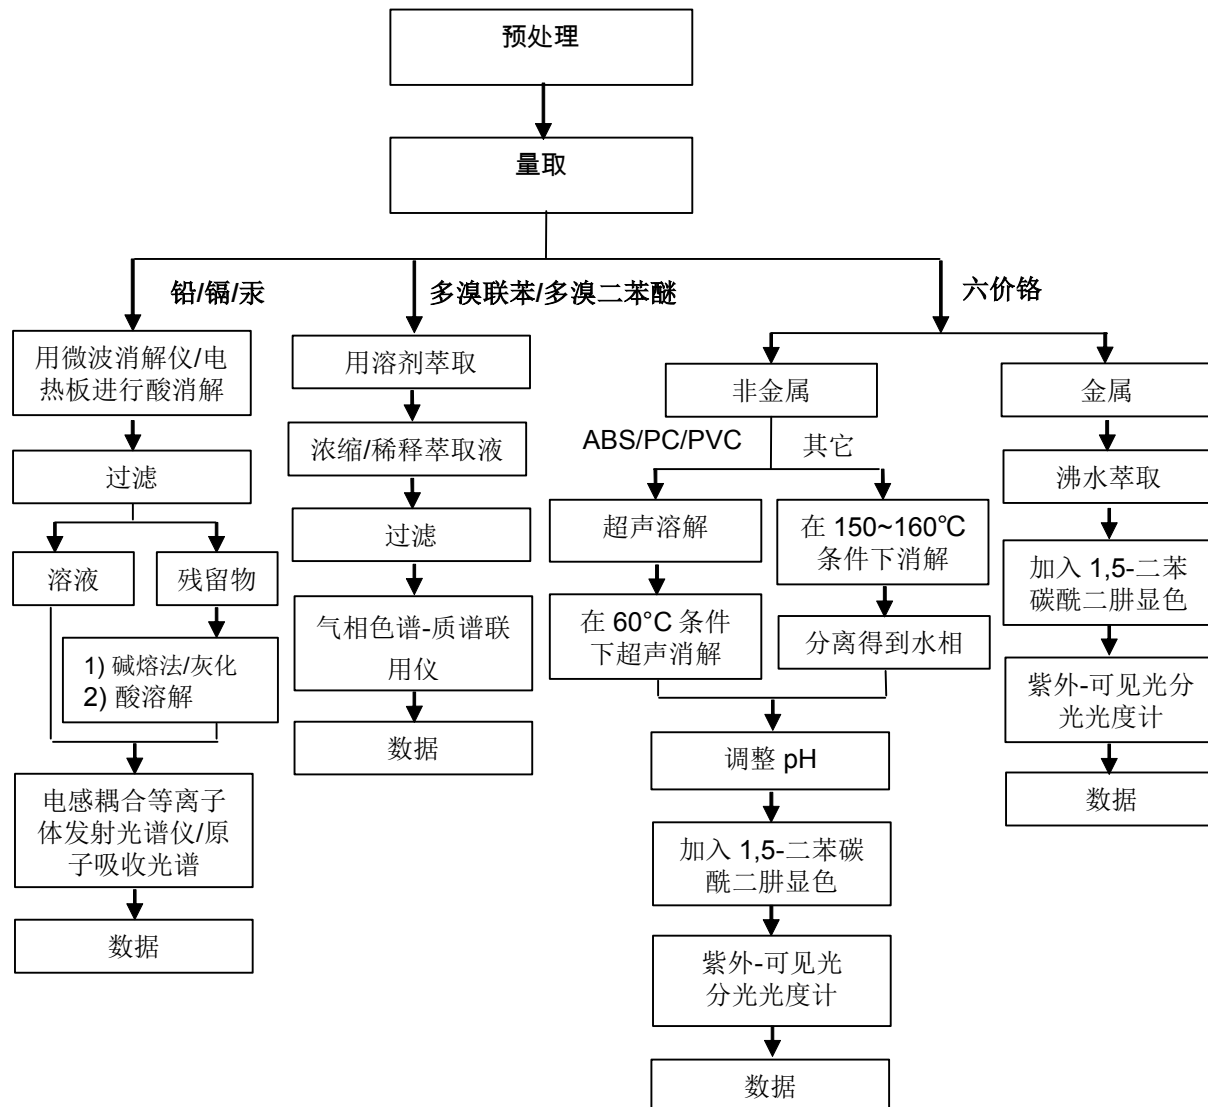 预处理
量取
铅/镉/汞
多溴联苯/多溴二苯醚
六价铬
用微波消解仪/电
热板进行酸消解
过滤
溶液
残留物
1) 碱熔法/灰化
2) 酸溶解
电感耦合等离子
体发射光谱仪/原
子吸收光谱
数据
用溶剂萃取
浓缩/稀释萃取液
过滤
气相色谱-质谱联
用仪
数据
非金属
ABS/PC/PVC
其它
超声溶解
在 60°C 条件
下超声消解
在 150~160℃
条件下消解
分离得到水相
调整 pH
加入 1,5-二苯碳
酰二肼显色
紫外-可见光
分光光度计
数据
金属
沸水萃取
加入 1,5-二苯
碳酰二肼显色
紫外-可见光分
光光度计
数据